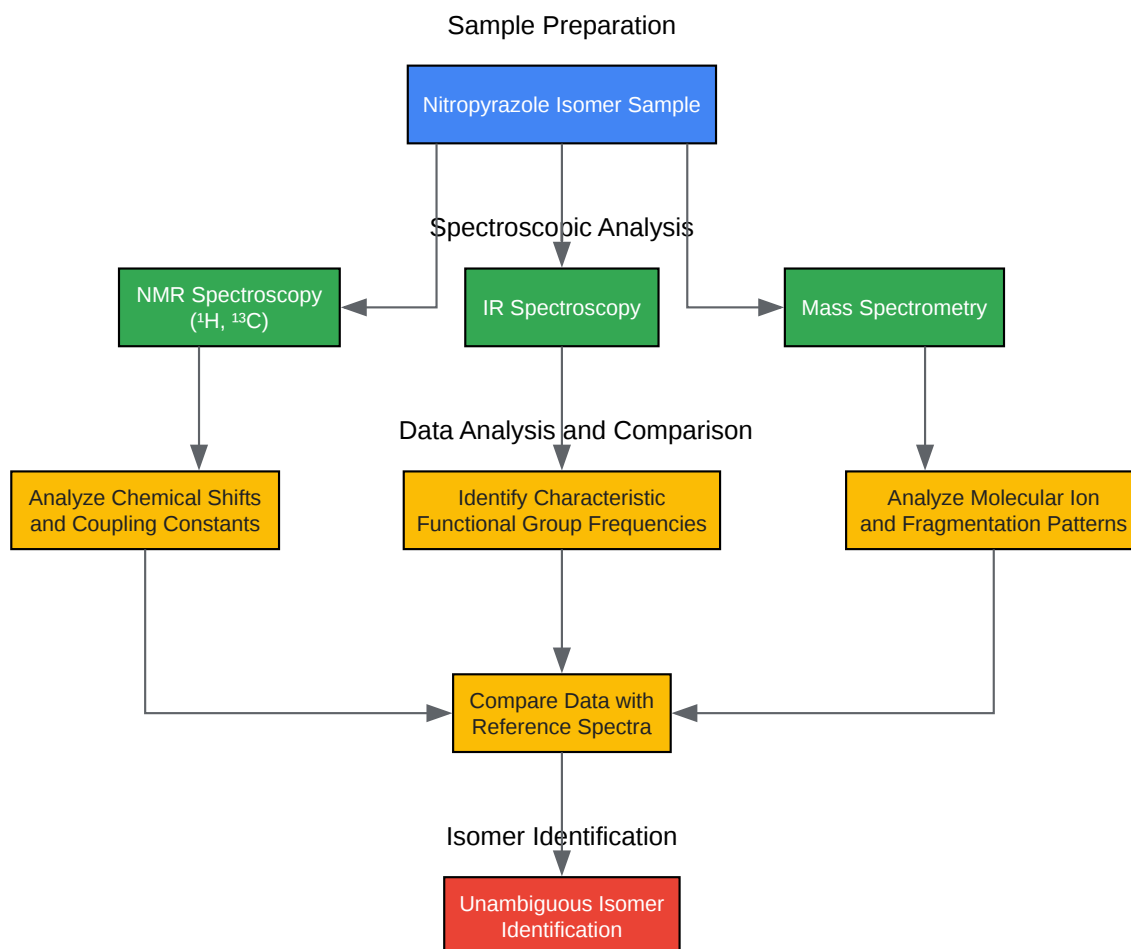 Sample Preparation
Nitropyrazole Isomer Sample
Spectroscopic Analysis
NMR Spectroscopy
(¹H, ¹³C)
IR Spectroscopy
Mass Spectrometry
Data Analysis and Comparison
Analyze Chemical Shifts
and Coupling Constants
Identify Characteristic
Functional Group Frequencies
Analyze Molecular Ion
and Fragmentation Patterns
Compare Data with
Reference Spectra
Isomer Identification
Unambiguous Isomer
Identification